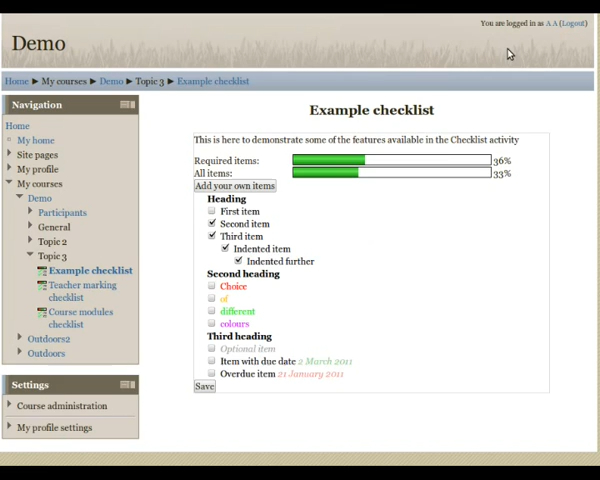 You are logged in as A A (Logout)
Demo
Home ► My courses ► Demo ► Topic 3 ► Example checklist
Navigation
Home
My home
Site pages
My profile
My courses
Demo
Participants
General
Topic 2
Topic 3
Example checklist
Teacher marking
checklist
Course modules
checklist
Outdoors2
Outdoors
Settings
Course administration
My profile settings
Example checklist
This is here to demonstrate some of the features available in the Checklist activity
Required items: 36%
All items: 33%
Add your own items
Heading
First item
Second item
Third item
Indented item
Indented further
Second heading
Choice
of
different
colours
Third heading
Optional item
Item with due date 2 March 2011
Overdue item 21 January 2011
Save